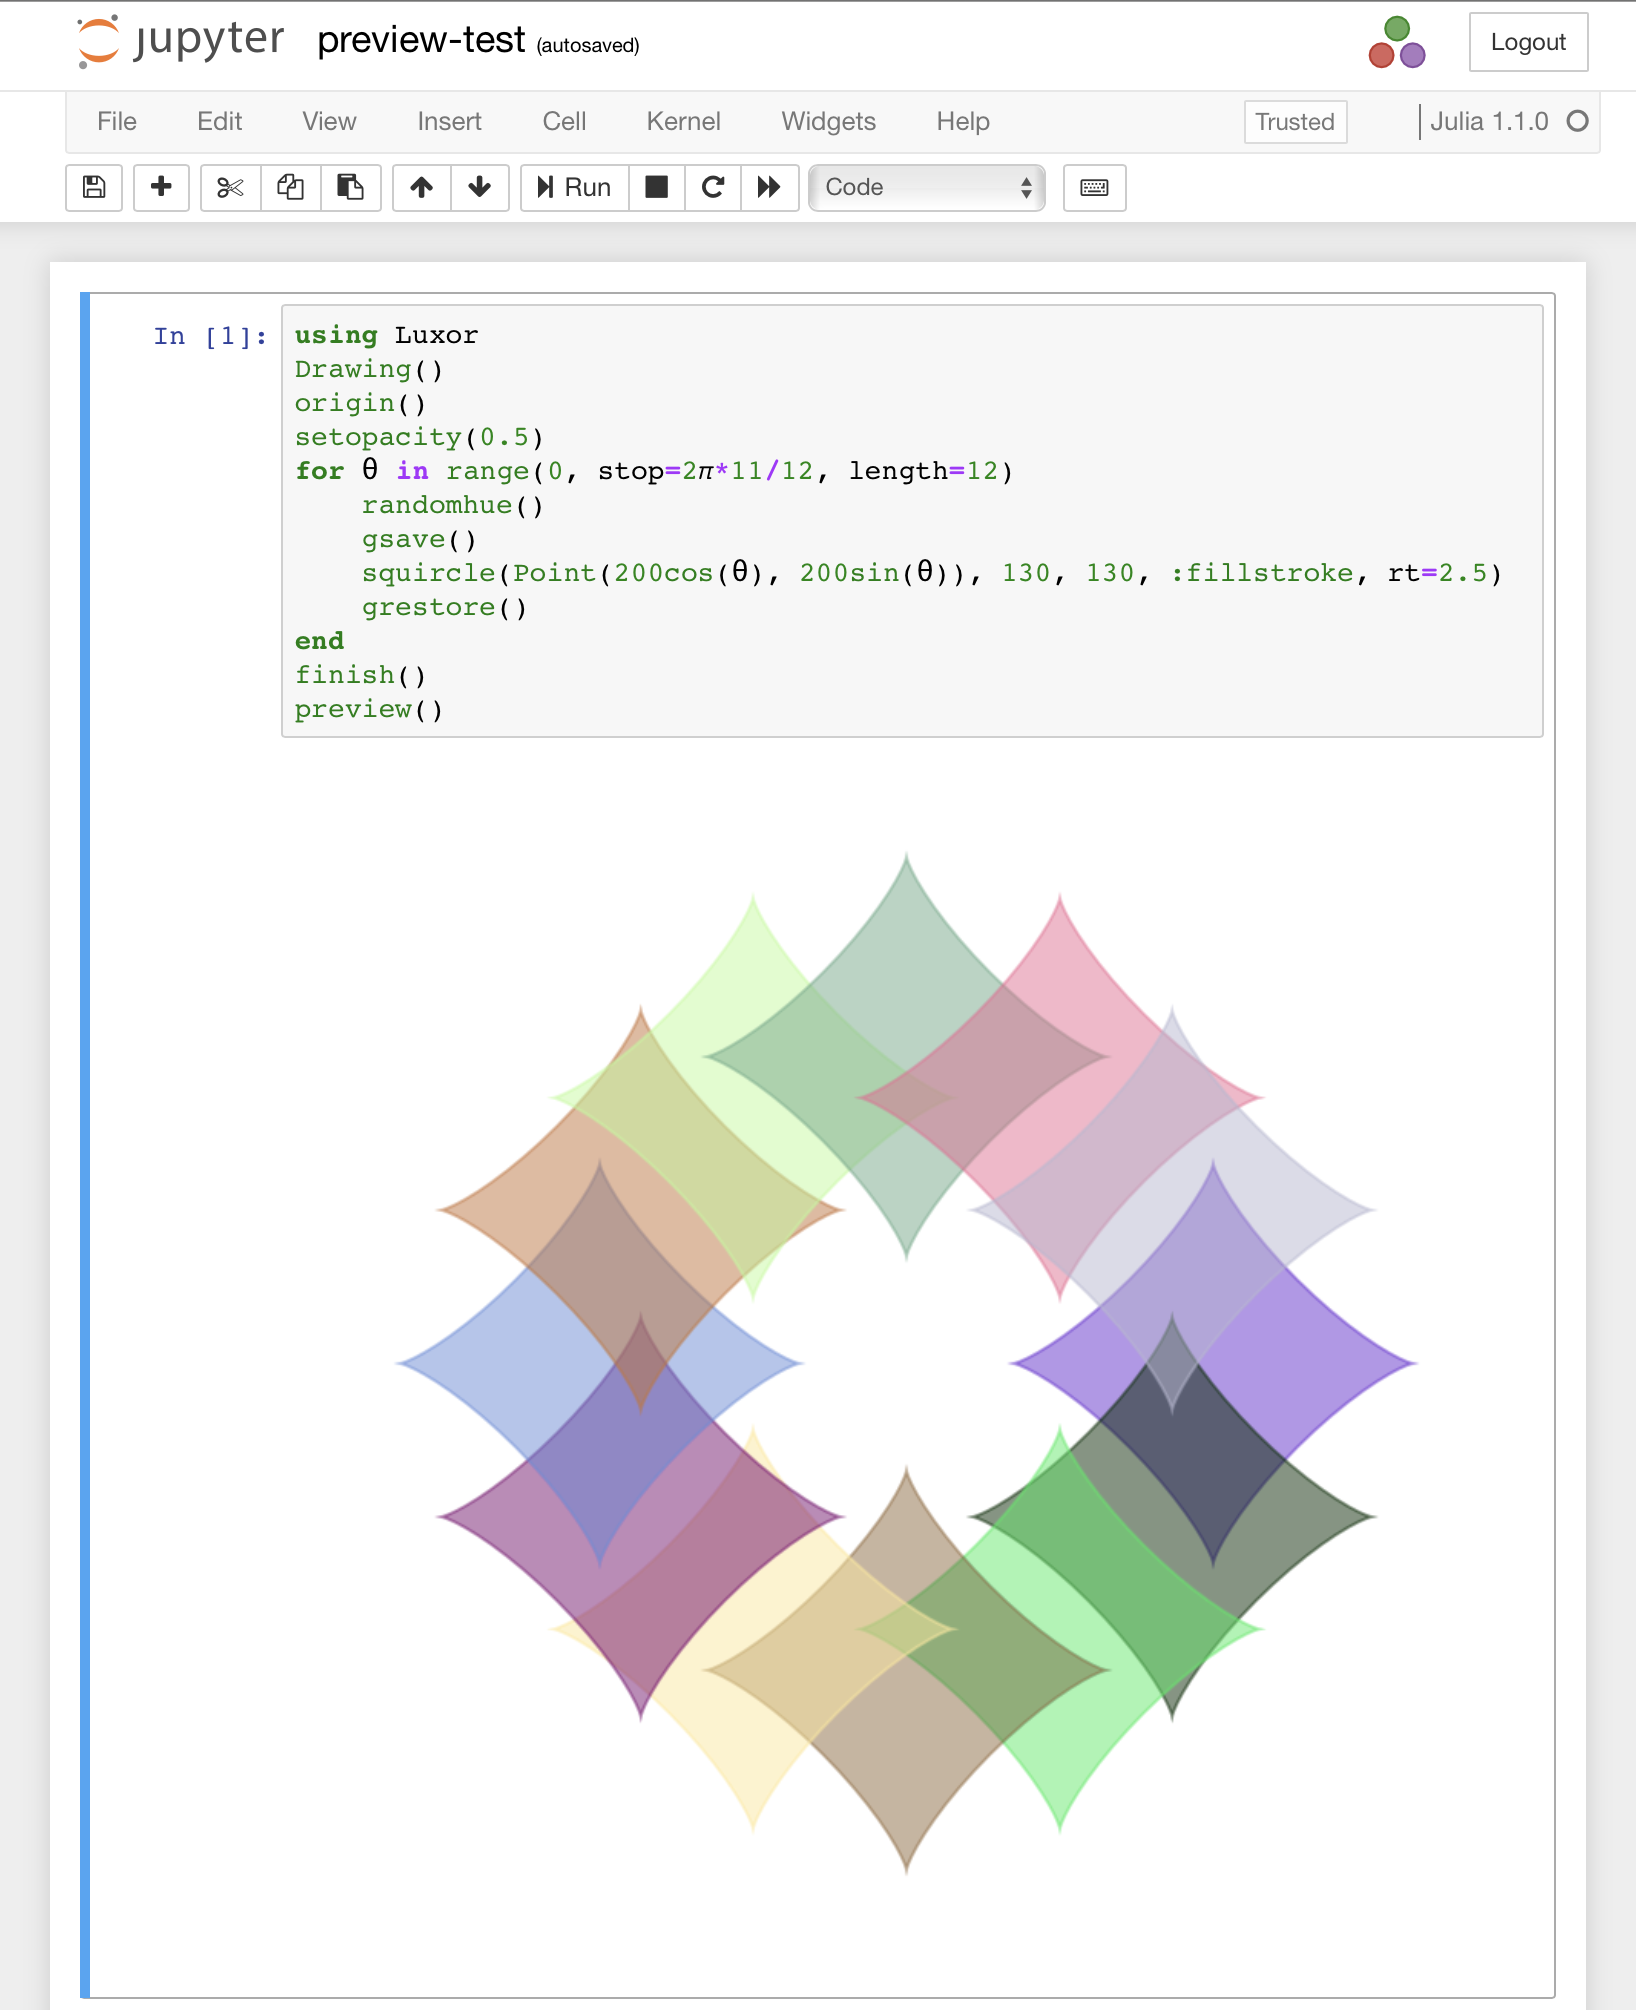 jupyter preview-test (autosaved) Logout
File Edit View Insert Cell Kernel Widgets Help Trusted Julia 1.1.0
Run Code
In [1]: using Luxor
Drawing()
origin()
setopacity(0.5)
for θ in range(0, stop=2π*11/12, length=12)
    randomhue()
    gsave()
    squircle(Point(200cos(θ), 200sin(θ)), 130, 130, :fillstroke, rt=2.5)
    grestore()
end
finish()
preview()